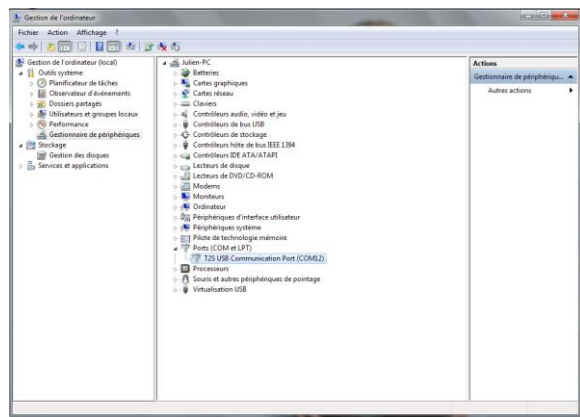 Gestion de l'ordinateur
Fichier Action Affichage ?
Gestion de l'ordinateur (local)
Outils système
Planificateur de tâches
Observateur d'événements
Dossiers partagés
Utilisateurs et groupes locaux
Performance
Gestionnaire de périphériques
Stockage
Gestion des disques
Services et applications
Julien-PC
Batteries
Cartes graphiques
Cartes réseau
Claviers
Contrôleurs audio, vidéo et jeu
Contrôleurs de bus USB
Contrôleurs de stockage
Contrôleurs hôte de bus IEEE 1394
Contrôleurs IDE ATA/ATAPI
Lecteurs de disque
Lecteurs de DVD/CD-ROM
Modems
Moniteurs
Ordinateur
Périphériques d'interface utilisateur
Périphériques système
Pilote de technologie mémoire
Ports (COM et LPT)
T2S USB Communication Port (COM12)
Processeurs
Souris et autres périphériques de pointage
Virtualisation USB
Actions
Gestionnaire de périphériqu...
Autres actions